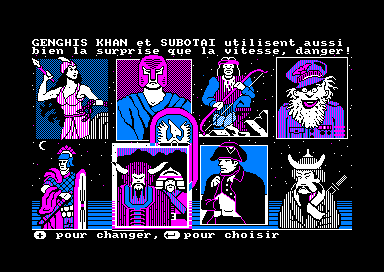 GENGHIS KHAN et SUBOTAI utilisent aussi
bien la surprise que la vitesse, danger!
pour changer, pour choisir